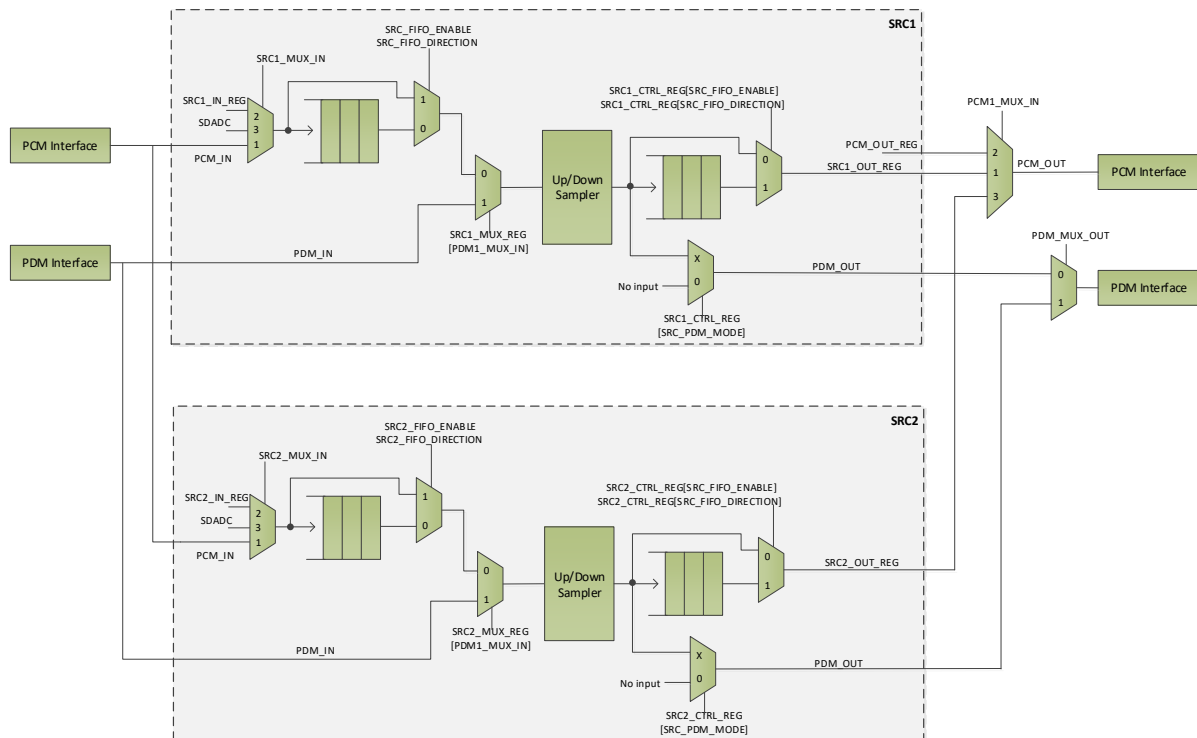 SRC1
SRC_FIFO_ENABLE
SRC_FIFO_DIRECTION
SRC1_MUX_IN
SRC1_IN_REG
SDADC
PCM_IN
2
3
1
1
0
PCM Interface
PDM Interface
0
1
SRC1_MUX_REG
[PDM1_MUX_IN]
PDM_IN
Up/Down
Sampler
SRC1_CTRL_REG[SRC_FIFO_ENABLE]
SRC1_CTRL_REG[SRC_FIFO_DIRECTION]
0
1
X
0
No input
SRC1_CTRL_REG
[SRC_PDM_MODE]
PCM_OUT_REG
SRC1_OUT_REG
PDM_OUT
PCM1_MUX_IN
2
1
3
PCM_OUT
PCM Interface
PDM_MUX_OUT
0
1
PDM Interface
SRC2
SRC2_FIFO_ENABLE
SRC2_FIFO_DIRECTION
SRC2_MUX_IN
SRC2_IN_REG
SDADC
PCM_IN
2
3
1
1
0
0
1
SRC2_MUX_REG
[PDM1_MUX_IN]
PDM_IN
Up/Down
Sampler
SRC2_CTRL_REG[SRC_FIFO_ENABLE]
SRC2_CTRL_REG[SRC_FIFO_DIRECTION]
0
1
SRC2_OUT_REG
X
0
No input
PDM_OUT
SRC2_CTRL_REG
[SRC_PDM_MODE]